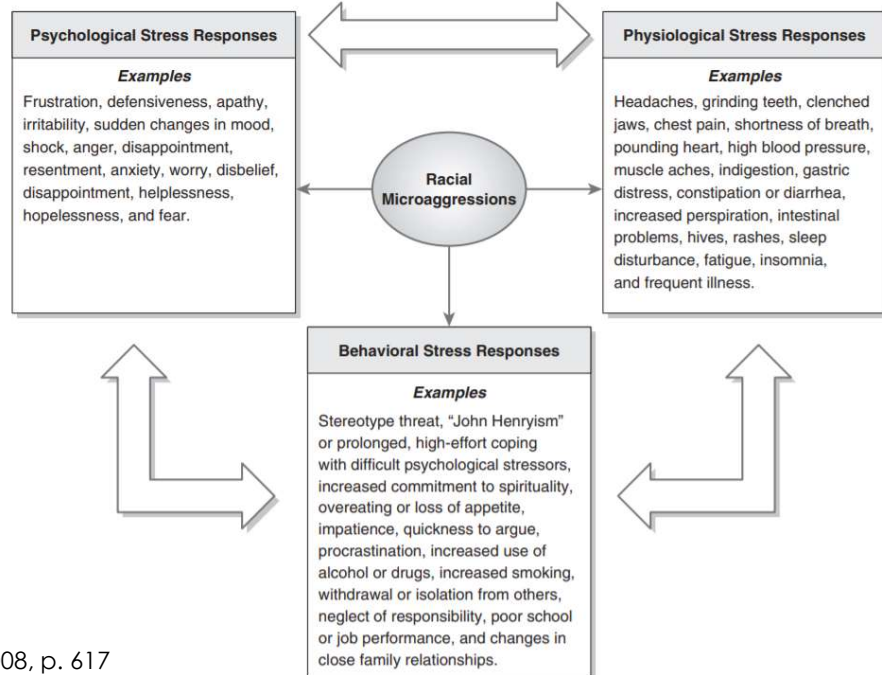 Psychological Stress Responses
Examples
Frustration, defensiveness, apathy,
irritability, sudden changes in mood,
shock, anger, disappointment,
resentment, anxiety, worry, disbelief,
disappointment, helplessness,
hopelessness, and fear.
Racial
Microaggressions
Physiological Stress Responses
Examples
Headaches, grinding teeth, clenched
jaws, chest pain, shortness of breath,
pounding heart, high blood pressure,
muscle aches, indigestion, gastric
distress, constipation or diarrhea,
increased perspiration, intestinal
problems, hives, rashes, sleep
disturbance, fatigue, insomnia,
and frequent illness.
Behavioral Stress Responses
Examples
Stereotype threat, “John Henryism”
or prolonged, high-effort coping
with difficult psychological stressors,
increased commitment to spirituality,
overeating or loss of appetite,
impatience, quickness to argue,
procrastination, increased use of
alcohol or drugs, increased smoking,
withdrawal or isolation from others,
neglect of responsibility, poor school
or job performance, and changes in
close family relationships.
08, p. 617